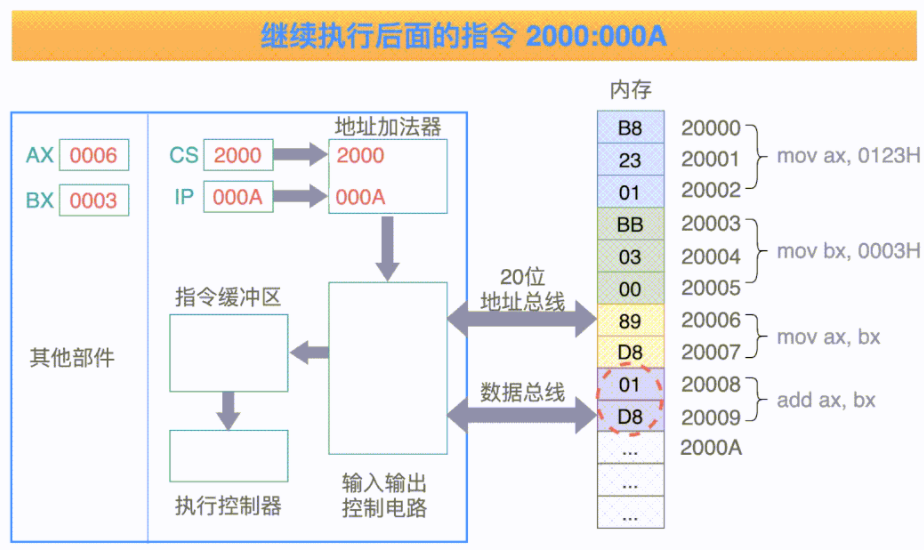 继续执行后面的指令 2000:000A
内存
地址加法器
AX 0006
BX 0003
CS 2000
IP 000A
2000
000A
指令缓冲区
其他部件
执行控制器
输入输出
控制电路
20位
地址总线
数据总线
B8 20000
23 20001
01 20002
mov ax, 0123H
BB 20003
03 20004
00 20005
mov bx, 0003H
89 20006
D8 20007
mov ax, bx
01 20008
D8 20009
add ax, bx
... 2000A
...
...